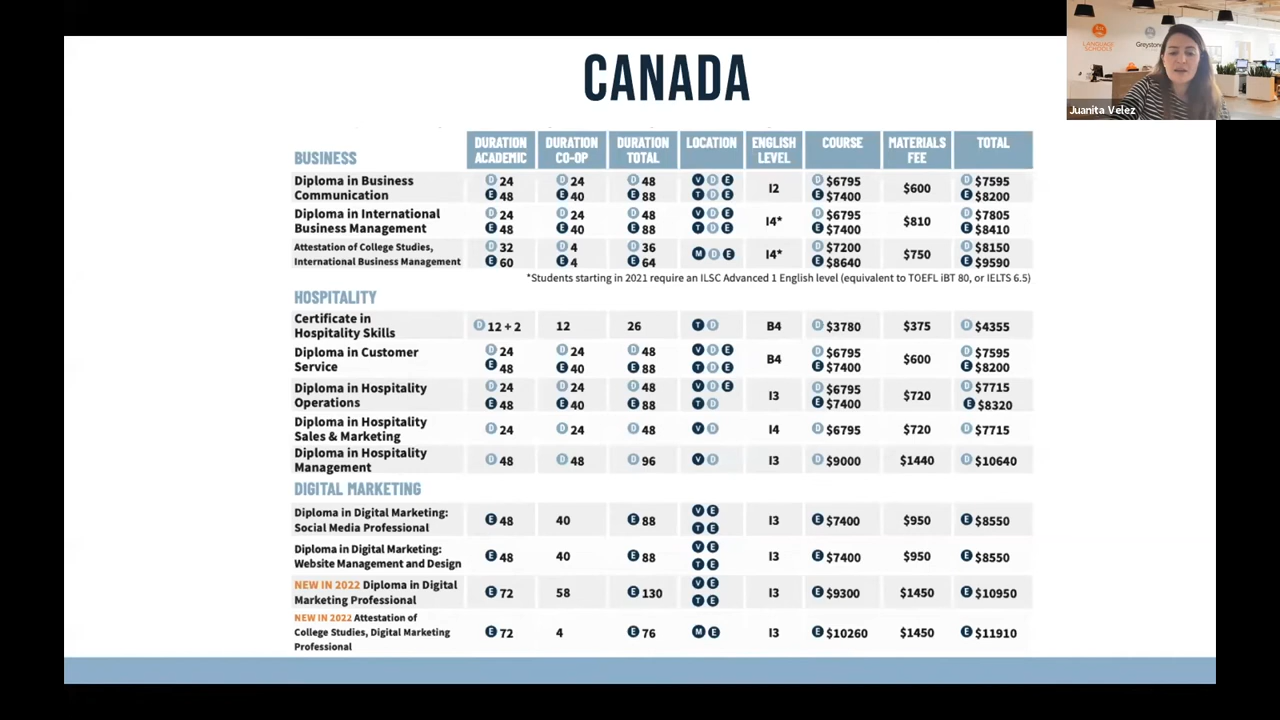 CANADA
LANGUAGE
SCHOOLS
Greystone
Juanita Velez
BUSINESS
DURATION ACADEMIC
DURATION CO-OP
DURATION TOTAL
LOCATION
ENGLISH LEVEL
COURSE
MATERIALS FEE
TOTAL
Diploma in Business D 24 D 24 D 48 V D E D $6795 D $7595
Communication E 48 E 40 E 88 T D E I2 E $7400 $600 E $8200
Diploma in International D 24 D 24 D 48 V D E D $6795 D $7805
Business Management E 48 E 40 E 88 T D E I4* E $7400 $810 E $8410
Attestation of College Studies, D 32 D 4 D 36 M D E I4* D $7200 $750 D $8150
International Business Management E 60 E 4 E 64 E $8640 E $9590
*Students starting in 2021 require an ILSC Advanced 1 English level (equivalent to TOEFL iBT 80, or IELTS 6.5)
HOSPITALITY
Certificate in
Hospitality Skills D 12 + 2 12 26 T D B4 D $3780 $375 D $4355
Diploma in Customer D 24 D 24 D 48 V D E D $6795 D $7595
Service E 48 E 40 E 88 T D E B4 E $7400 $600 E $8200
Diploma in Hospitality D 24 D 24 D 48 V D E D $6795 D $7715
Operations E 48 E 40 E 88 T D I3 E $7400 $720 E $8320
Diploma in Hospitality
Sales & Marketing D 24 D 24 D 48 V D I4 D $6795 $720 D $7715
Diploma in Hospitality
Management D 48 D 48 D 96 V D I3 D $9000 $1440 D $10640
DIGITAL MARKETING
Diploma in Digital Marketing: V E
Social Media Professional E 48 40 E 88 T E I3 E $7400 $950 E $8550
Diploma in Digital Marketing: V E
Website Management and Design E 48 40 E 88 T E I3 E $7400 $950 E $8550
NEW IN 2022 Diploma in Digital V E
Marketing Professional E 72 58 E 130 T E I3 E $9300 $1450 E $10950
NEW IN 2022 Attestation of
College Studies, Digital Marketing E 72 4 E 76 M E I3 E $10260 $1450 E $11910
Professional